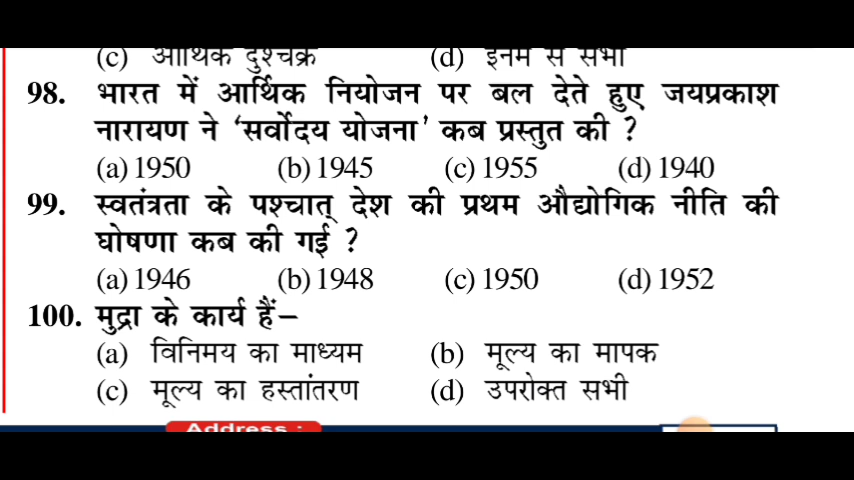 (c) आर्थिक दुश्चक्र (d) इनमें से सभी
98. भारत में आर्थिक नियोजन पर बल देते हुए जयप्रकाश
नारायण ने ‘सर्वोदय योजना’ कब प्रस्तुत की ?
(a) 1950 (b) 1945 (c) 1955 (d) 1940
99. स्वतंत्रता के पश्चात् देश की प्रथम औद्योगिक नीति की
घोषणा कब की गई ?
(a) 1946 (b) 1948 (c) 1950 (d) 1952
100. मुद्रा के कार्य हैं–
(a) विनिमय का माध्यम (b) मूल्य का मापक
(c) मूल्य का हस्तांतरण (d) उपरोक्त सभी
Address :